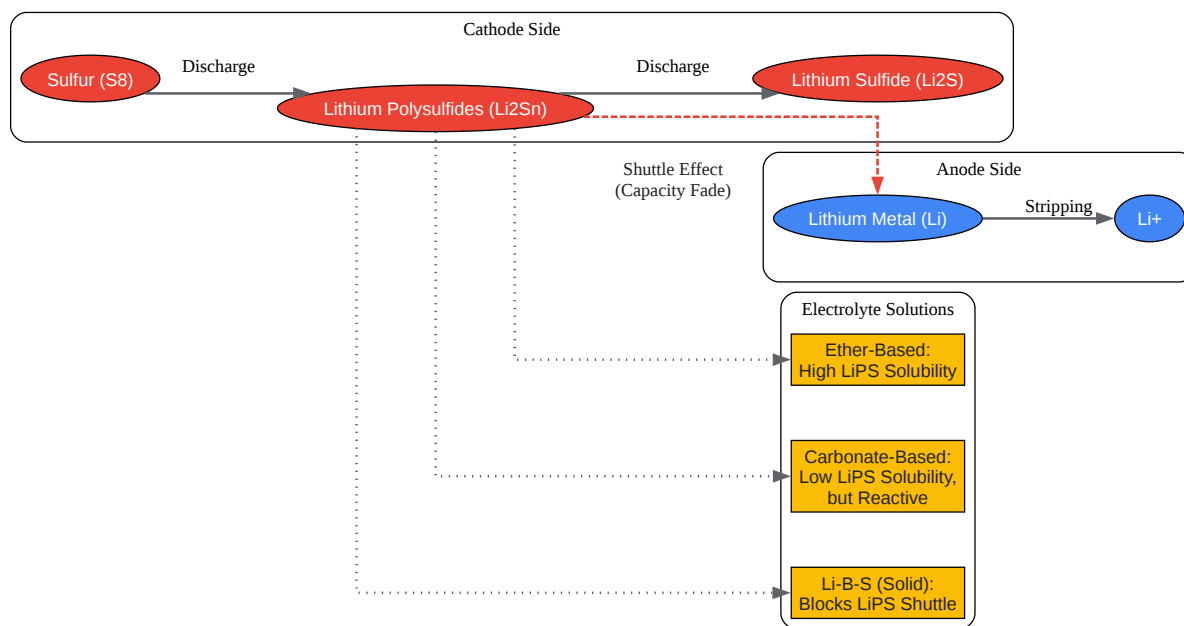 Cathode Side
Sulfur (S8)
Discharge
Lithium Polysulfides (Li2Sn)
Discharge
Lithium Sulfide (Li2S)
Shuttle Effect
(Capacity Fade)
Anode Side
Lithium Metal (Li)
Stripping
Li+
Electrolyte Solutions
Ether-Based:
High LiPS Solubility
Carbonate-Based:
Low LiPS Solubility,
but Reactive
Li-B-S (Solid):
Blocks LiPS Shuttle